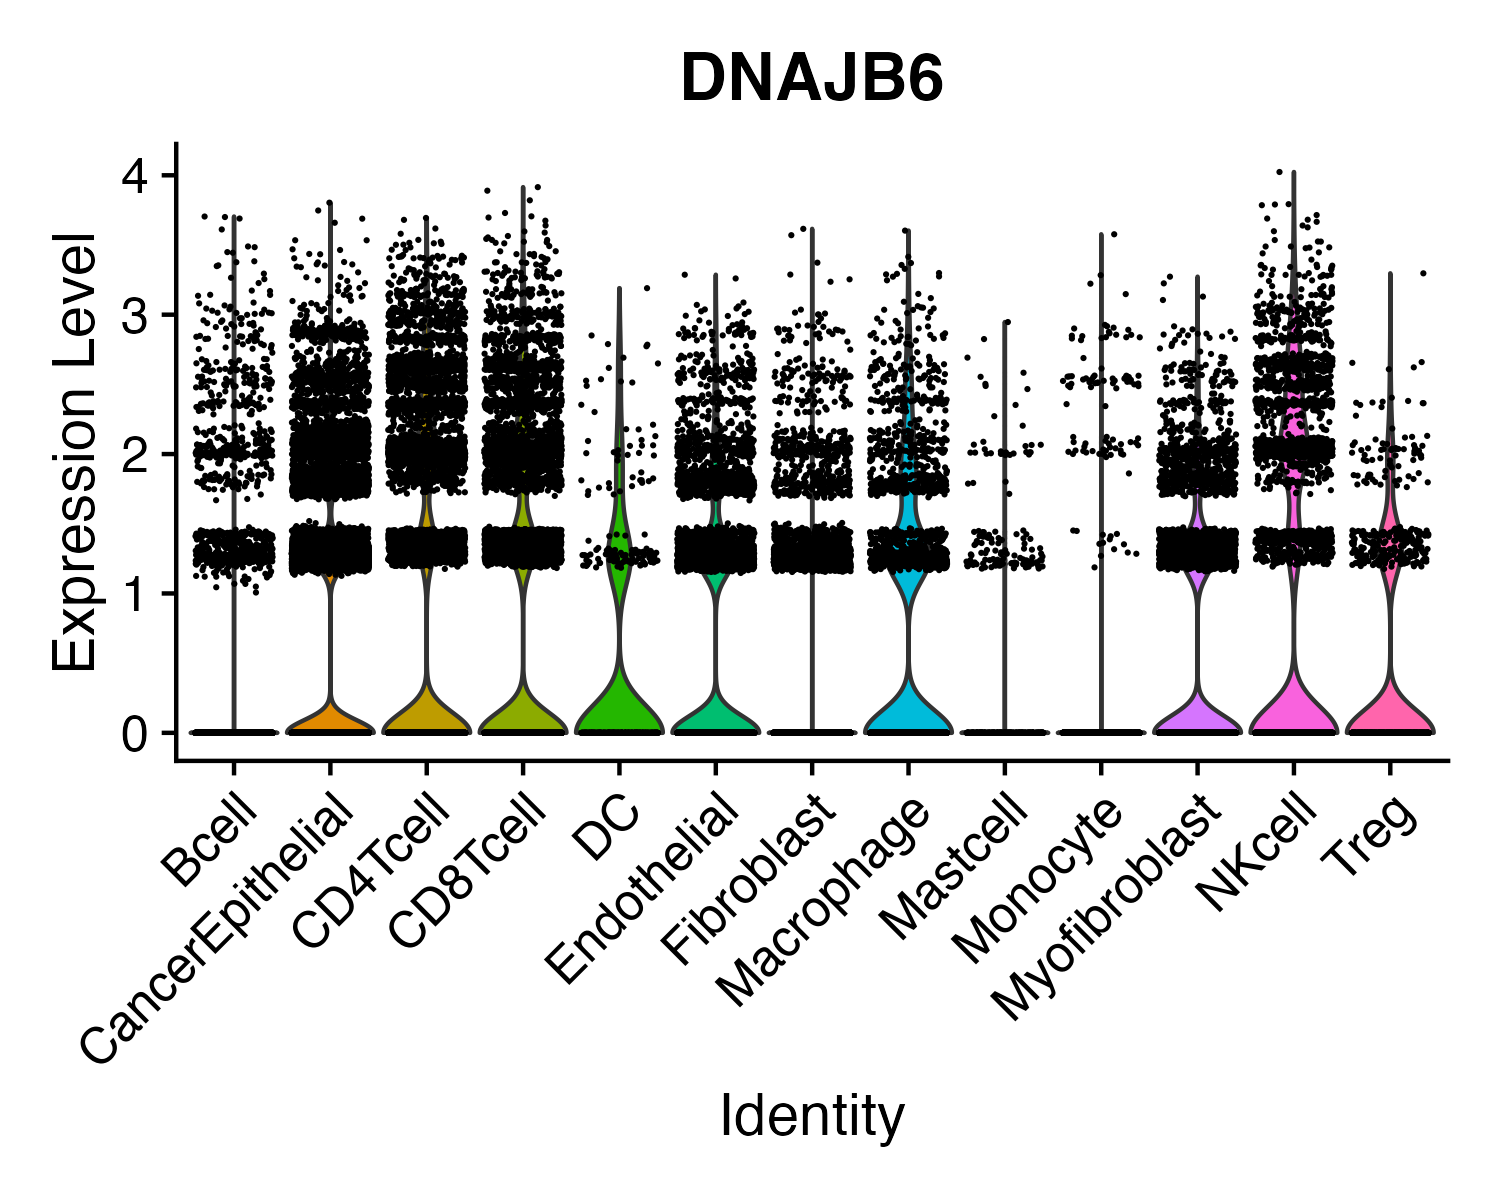 DNAJB6
Expression Level
4
3
2
1
0
Bcell
CancerEpithelial
CD4Tcell
CD8Tcell
DC
Endothelial
Fibroblast
Macrophage
Mastcell
Monocyte
Myofibroblast
NKcell
Treg
Identity